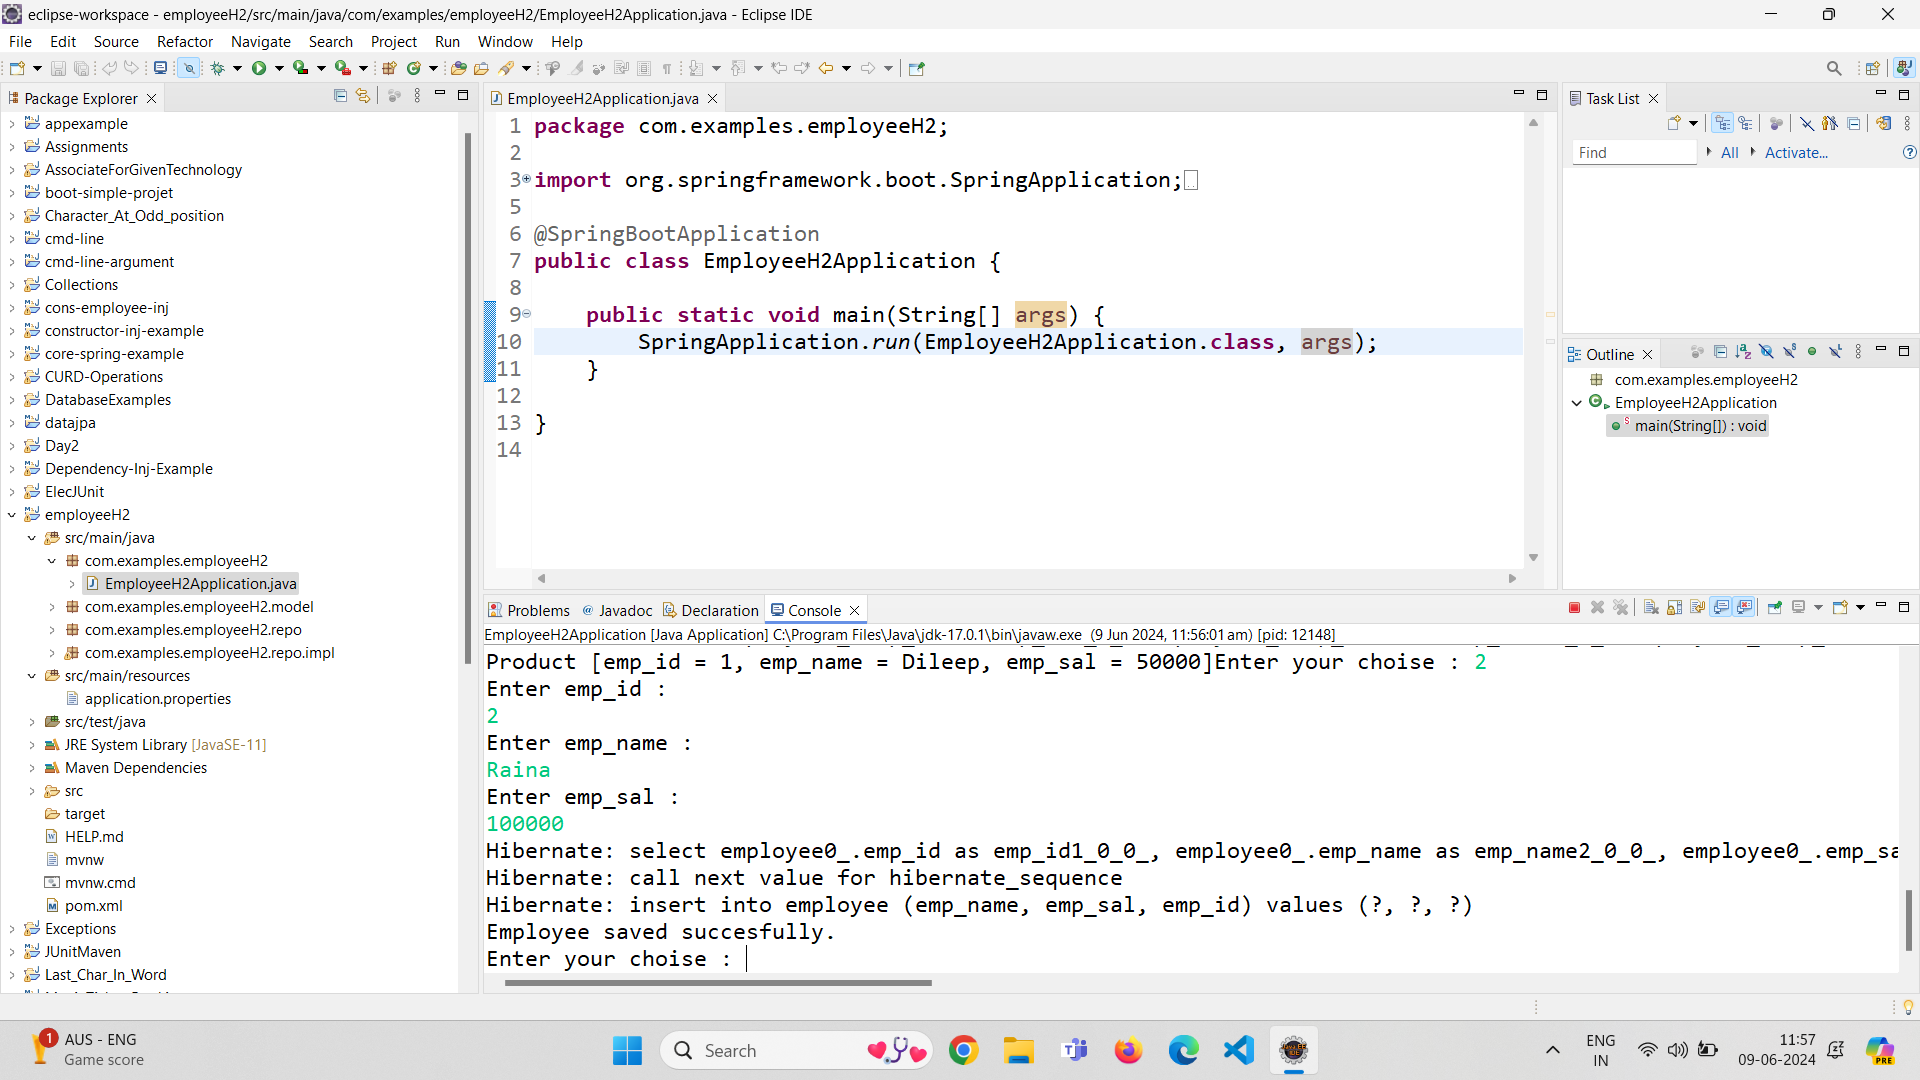 eclipse-workspace - employeeH2/src/main/java/com/examples/employeeH2/EmployeeH2Application.java - Eclipse IDE
File Edit Source Refactor Navigate Search Project Run Window Help
Package Explorer
appexample
Assignments
AssociateForGivenTechnology
boot-simple-projet
Character_At_Odd_position
cmd-line
cmd-line-argument
Collections
cons-employee-inj
constructor-inj-example
core-spring-example
CURD-Operations
DatabaseExamples
datajpa
Day2
Dependency-Inj-Example
ElecJUnit
employeeH2
src/main/java
com.examples.employeeH2
EmployeeH2Application.java
com.examples.employeeH2.model
com.examples.employeeH2.repo
com.examples.employeeH2.repo.impl
src/main/resources
application.properties
src/test/java
JRE System Library [JavaSE-11]
Maven Dependencies
src
target
HELP.md
mvnw
mvnw.cmd
pom.xml
Exceptions
JUnitMaven
Last_Char_In_Word
EmployeeH2Application.java
1 package com.examples.employeeH2;
2
3 import org.springframework.boot.SpringApplication;
5
6 @SpringBootApplication
7 public class EmployeeH2Application {
8
9 public static void main(String[] args) {
10 SpringApplication.run(EmployeeH2Application.class, args);
11 }
12
13 }
14
Task List
Find All Activate...
Outline
com.examples.employeeH2
EmployeeH2Application
main(String[]) : void
Problems Javadoc Declaration Console
EmployeeH2Application [Java Application] C:\Program Files\Java\jdk-17.0.1\bin\javaw.exe (9 Jun 2024, 11:56:01 am) [pid: 12148]
Product [emp_id = 1, emp_name = Dileep, emp_sal = 50000]Enter your choise : 2
Enter emp_id :
2
Enter emp_name :
Raina
Enter emp_sal :
100000
Hibernate: select employee0_.emp_id as emp_id1_0_0_, employee0_.emp_name as emp_name2_0_0_, employee0_.emp_sa
Hibernate: call next value for hibernate_sequence
Hibernate: insert into employee (emp_name, emp_sal, emp_id) values (?, ?, ?)
Employee saved succesfully.
Enter your choise :
1
AUS - ENG
Game score
Search
ENG
IN
11:57
09-06-2024
PRE